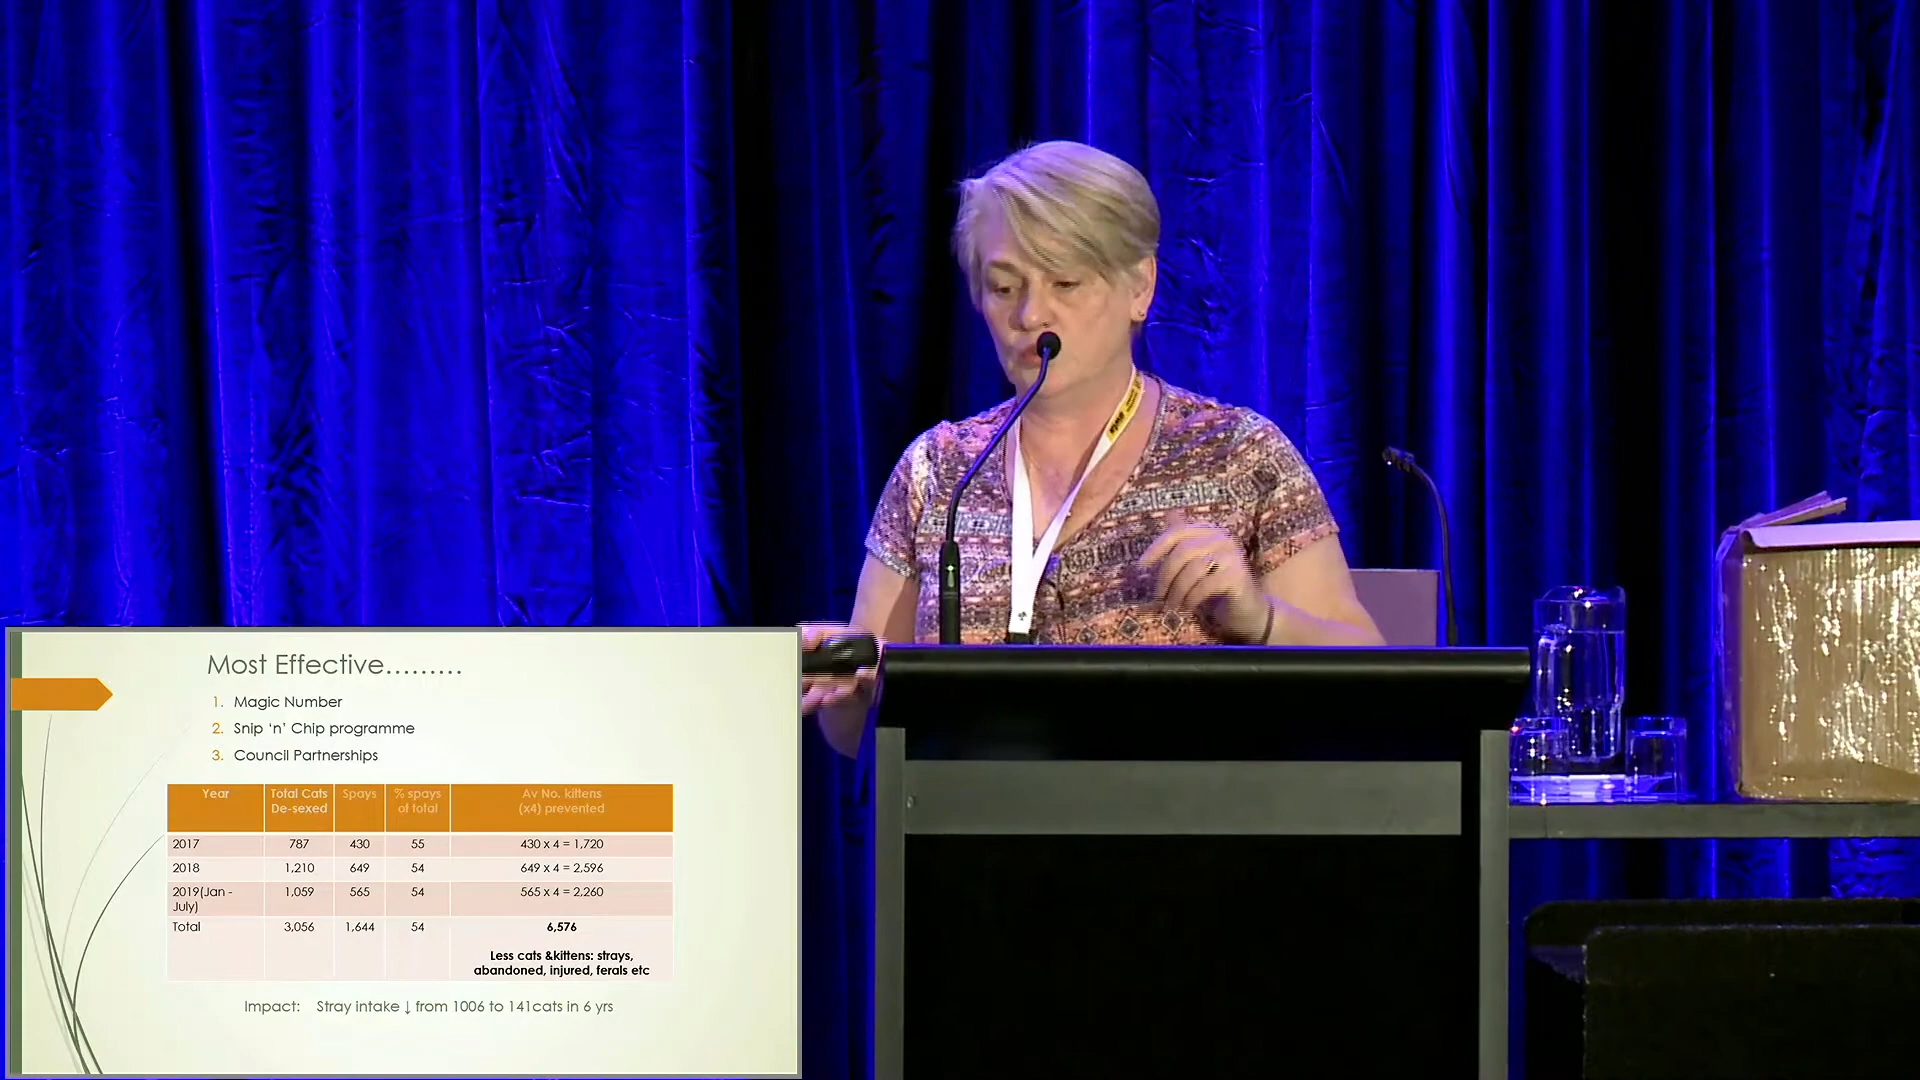 Most Effective.........
1. Magic Number
2. Snip ‘n’ Chip programme
3. Council Partnerships
Year Total Cats De-sexed Spays % spays of total Av No. kittens (x4) prevented
2017 787 430 55 430 x 4 = 1,720
2018 1,210 649 54 649 x 4 = 2,596
2019(Jan - July) 1,059 565 54 565 x 4 = 2,260
Total 3,056 1,644 54 6,576
Less cats &kittens: strays,
abandoned, injured, ferals etc
Impact: Stray intake ↓ from 1006 to 141cats in 6 yrs